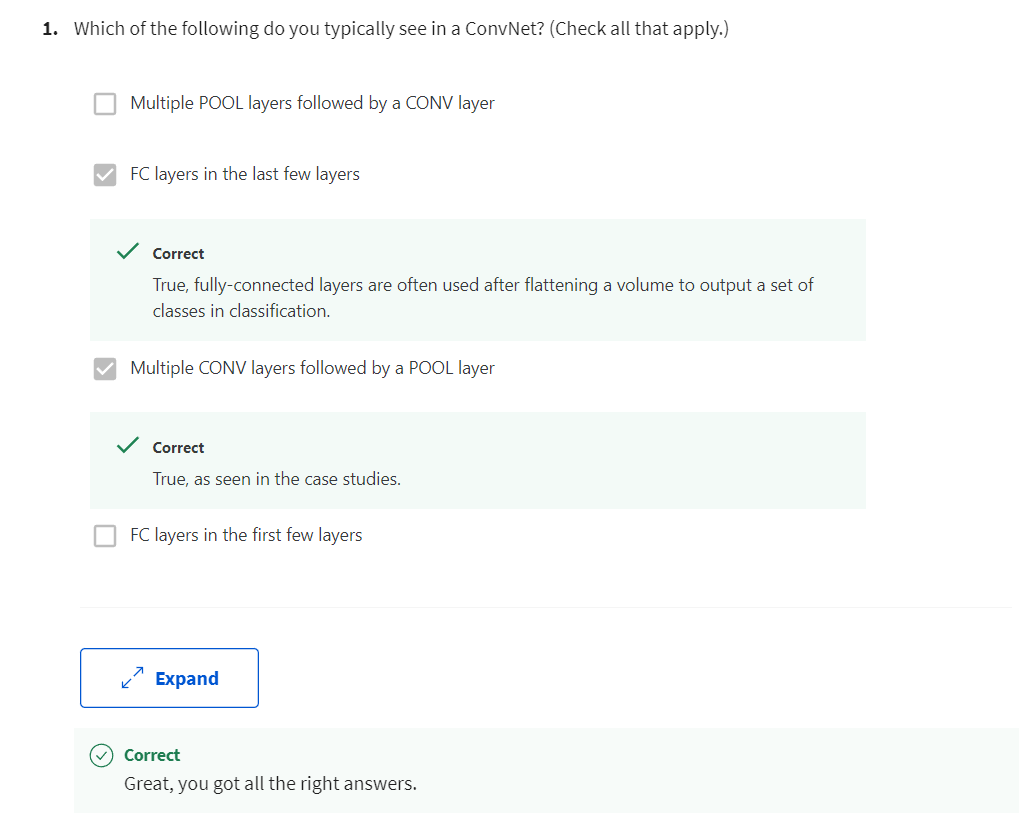 1. Which of the following do you typically see in a ConvNet? (Check all that apply.)
Multiple POOL layers followed by a CONV layer
FC layers in the last few layers
Correct
True, fully-connected layers are often used after flattening a volume to output a set of
classes in classification.
Multiple CONV layers followed by a POOL layer
Correct
True, as seen in the case studies.
FC layers in the first few layers
Expand
Correct
Great, you got all the right answers.